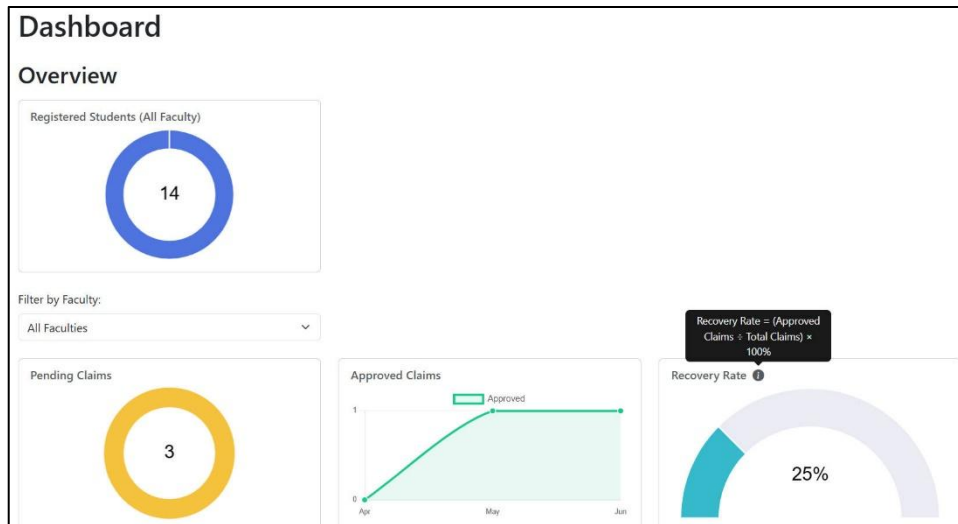 Dashboard
Overview
Registered Students (All Faculty)
14
Filter by Faculty:
All Faculties
Recovery Rate = (Approved
Claims ÷ Total Claims) ×
100%
Pending Claims
3
Approved Claims
Approved
1
0
Apr May Jun
Recovery Rate i
25%